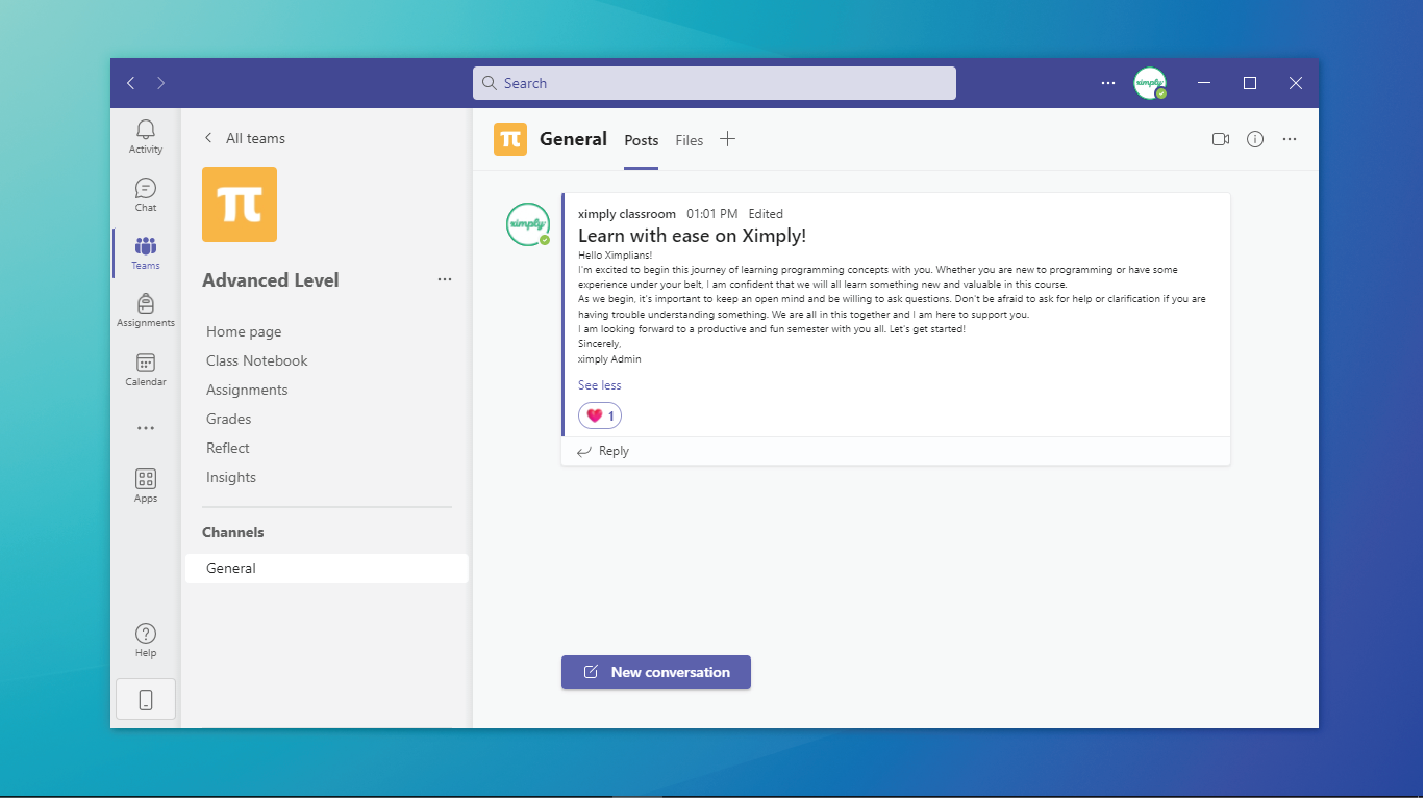 Search
ximply
Activity
Chat
Teams
Assignments
Calendar
Apps
Help
All teams
π
Advanced Level
Home page
Class Notebook
Assignments
Grades
Reflect
Insights
Channels
General
π
General Posts Files
ximply
ximply classroom 01:01 PM Edited
Learn with ease on Ximply!
Hello Ximplians!
I'm excited to begin this journey of learning programming concepts with you. Whether you are new to programming or have some
experience under your belt, I am confident that we will all learn something new and valuable in this course.
As we begin, it's important to keep an open mind and be willing to ask questions. Don't be afraid to ask for help or clarification if you are
having trouble understanding something. We are all in this together and I am here to support you.
I am looking forward to a productive and fun semester with you all. Let's get started!
Sincerely,
ximply Admin
See less
1
Reply
New conversation